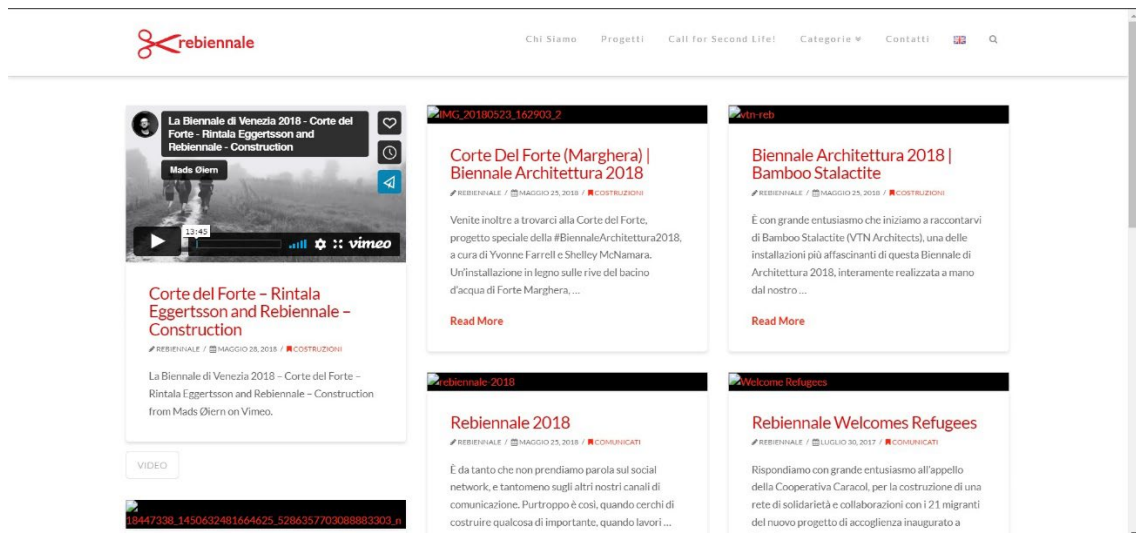 rebiennale
Chi Siamo
Progetti
Call for Second Life!
Categorie
Contatti
La Biennale di Venezia 2018 - Corte del
Forte - Rintala Eggertsson and
Rebiennale - Construction
Mads Øiern
13:45
vimeo
Corte del Forte – Rintala
Eggertsson and Rebiennale –
Construction
REBIENNALE / MAGGIO 28, 2018 / COSTRUZIONI
La Biennale di Venezia 2018 – Corte del Forte –
Rintala Eggertsson and Rebiennale – Construction
from Mads Øiern on Vimeo.
VIDEO
18447338_1450632481664625_5286357703088883303_n
IMG_20180523_162903_2
Corte Del Forte (Marghera) |
Biennale Architettura 2018
REBIENNALE / MAGGIO 25, 2018 / COSTRUZIONI
Venite inoltre a trovarci alla Corte del Forte,
progetto speciale della #BiennaleArchitettura2018,
a cura di Yvonne Farrell e Shelley McNamara.
Un'installazione in legno sulle rive del bacino
d'acqua di Forte Marghera, ...
Read More
rebiennale-2018
Rebiennale 2018
REBIENNALE / MAGGIO 25, 2018 / COMUNICATI
È da tanto che non prendiamo parola sul social
network, e tantomeno sugli altri nostri canali di
comunicazione. Purtroppo è così, quando cerchi di
costruire qualcosa di importante, quando lavori ...
vtn-reb
Biennale Architettura 2018 |
Bamboo Stalactite
REBIENNALE / MAGGIO 25, 2018 / COSTRUZIONI
È con grande entusiasmo che iniziamo a raccontarvi
di Bamboo Stalactite (VTN Architects), una delle
installazioni più affascinanti di questa Biennale di
Architettura 2018, interamente realizzata a mano
dal nostro ...
Read More
Welcome Refugees
Rebiennale Welcomes Refugees
REBIENNALE / LUGLIO 30, 2017 / COMUNICATI
Rispondiamo con grande entusiasmo all'appello
della Cooperativa Caracol, per la costruzione di una
rete di solidarietà e collaborazioni con i 21 migranti
del nuovo progetto di accoglienza inaugurato a